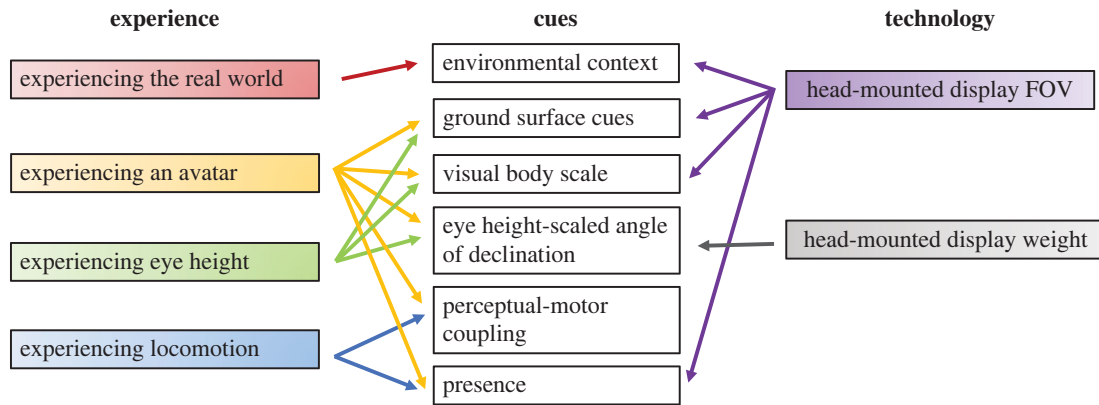 experience
experiencing the real world
experiencing an avatar
experiencing eye height
experiencing locomotion
cues
environmental context
ground surface cues
visual body scale
eye height-scaled angle
of declination
perceptual-motor
coupling
presence
technology
head-mounted display FOV
head-mounted display weight